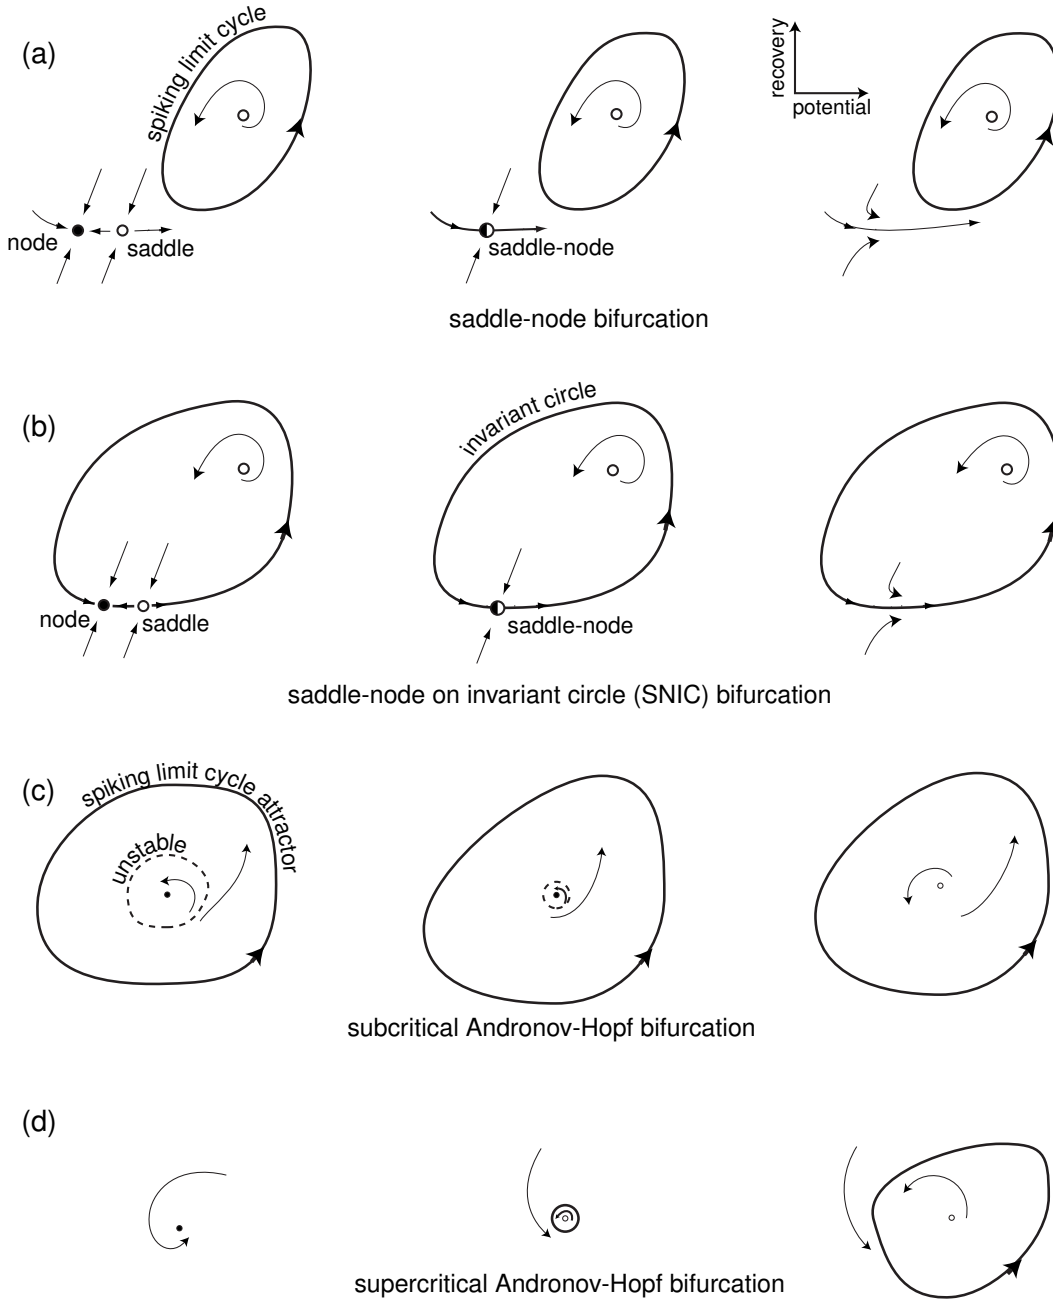 (a)
spiking limit cycle
recovery
potential
node
saddle
saddle-node
saddle-node bifurcation
(b)
invariant circle
node
saddle
saddle-node
saddle-node on invariant circle (SNIC) bifurcation
(c)
spiking limit cycle attractor
unstable
subcritical Andronov-Hopf bifurcation
(d)
supercritical Andronov-Hopf bifurcation